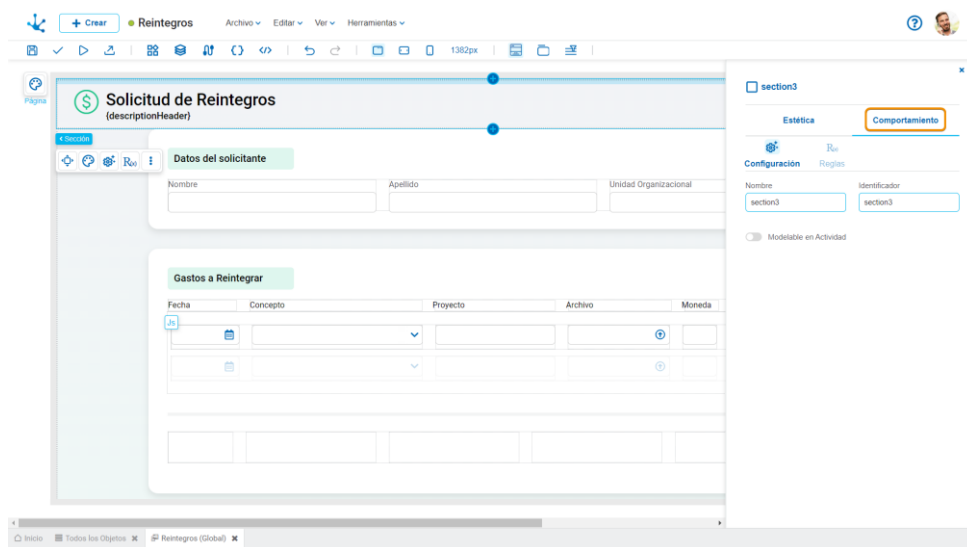 + Crear
Reintegros
Archivo
Editar
Ver
Herramientas
1382px
Página
$
Solicitud de Reintegros
{descriptionHeader}
< Sección
R(x)
Datos del solicitante
Nombre
Apellido
Unidad Organizacional
Gastos a Reintegrar
Fecha
Concepto
Proyecto
Archivo
Moneda
Js
section3
Estética
Comportamiento
Configuración
R(x)
Reglas
Nombre
Identificador
section3
section3
Modelable en Actividad
Inicio
Todos los Objetos
Reintegros (Global)